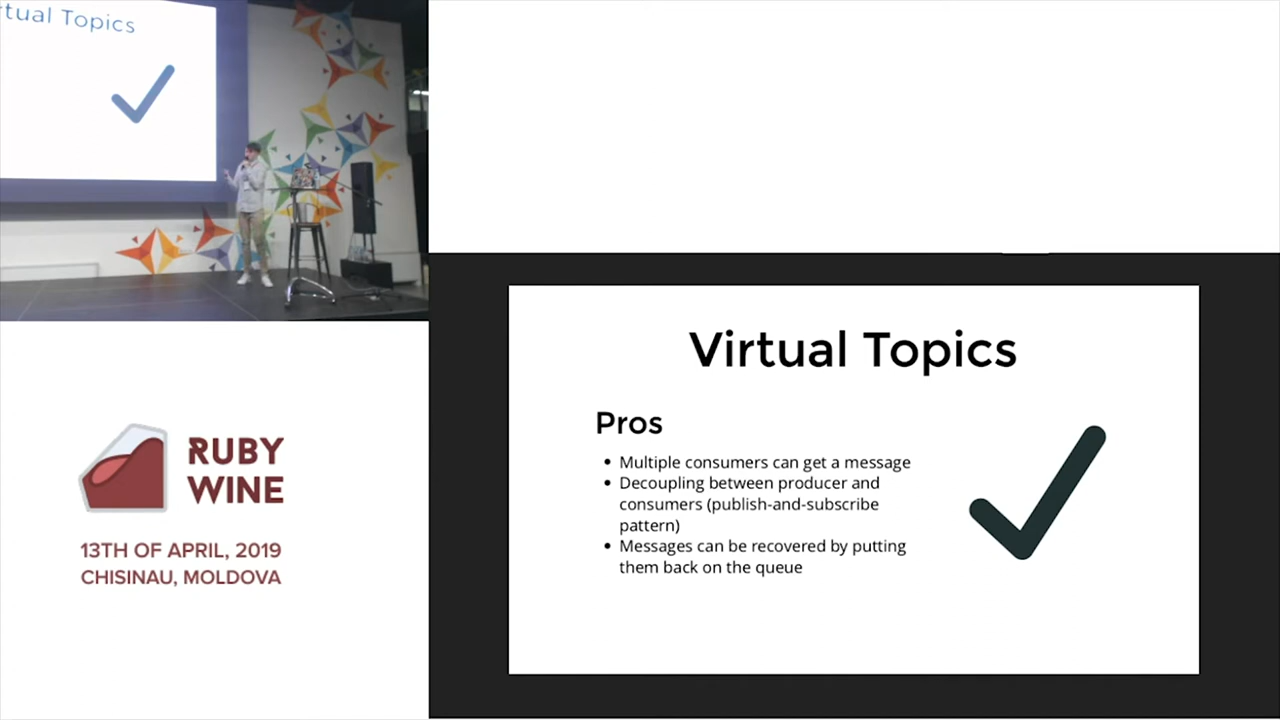 rtual Topics
RUBY
WINE
13TH OF APRIL, 2019
CHISINAU, MOLDOVA
Virtual Topics
Pros
• Multiple consumers can get a message
• Decoupling between producer and
consumers (publish-and-subscribe
pattern)
• Messages can be recovered by putting
them back on the queue